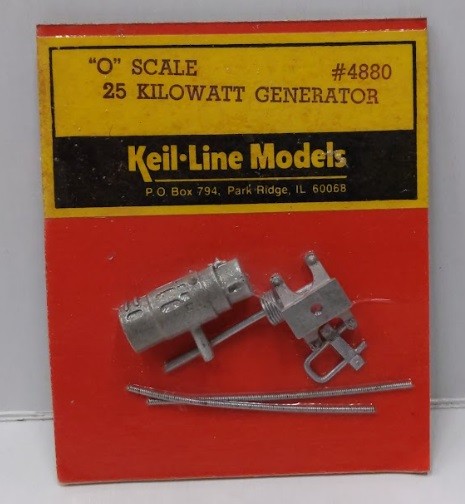 "O" SCALE #4880
25 KILOWATT GENERATOR
Keil·Line Models
P.O. Box 794, Park Ridge, IL 60068